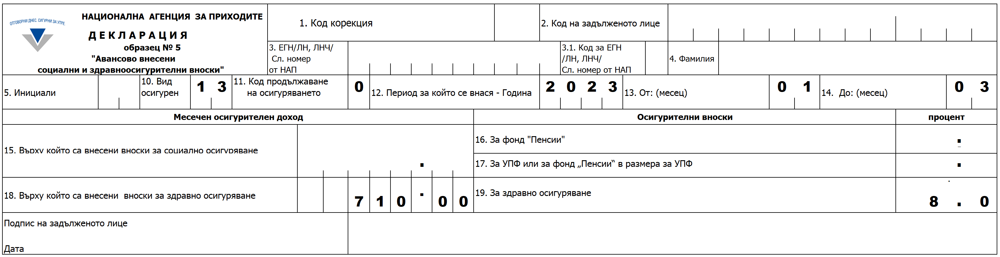 ОТГОВОРНИ ДНЕС. СИГУРНИ ЗА УТРЕ.
НАЦИОНАЛНА АГЕНЦИЯ ЗА ПРИХОДИТЕ
ДЕКЛАРАЦИЯ
образец № 5
"Авансово внесени
социални и здравноосигурителни вноски"
1. Код корекция
2. Код на задълженото лице
3. ЕГН/ЛН, ЛНЧ/
Сл. номер
от НАП
3.1. Код за ЕГН
/ЛН, ЛНЧ/
Сл. номер от НАП
4. Фамилия
5. Инициали
10. Вид
осигурен
1 3
11. Код продължаване
на осигуряването
0
12. Период за който се внася - Година
2 0 2 3
13. От: (месец)
0 1
14. До: (месец)
0 3
Месечен осигурителен доход
Осигурителни вноски
процент
15. Върху който са внесени вноски за социално осигуряване
.
16. За фонд "Пенсии"
.
17. За УПФ или за фонд „Пенсии“ в размера за УПФ
.
18. Върху който са внесени вноски за здравно осигуряване
7 1 0 . 0 0
19. За здравно осигуряване
8 . 0
Подпис на задълженото лице
Дата